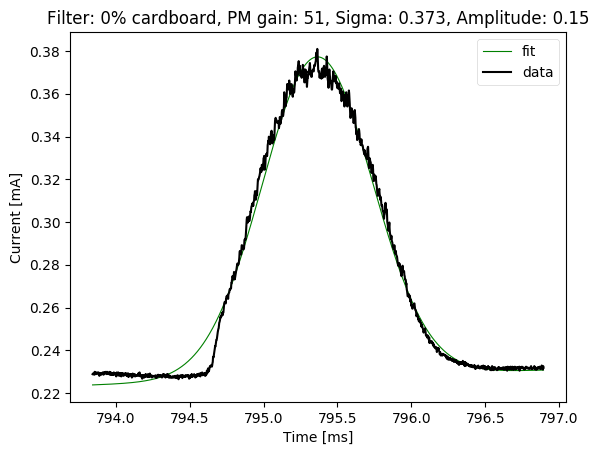 Filter: 0% cardboard, PM gain: 51, Sigma: 0.373, Amplitude: 0.15
fit
data
0.38
0.36
0.34
0.32
0.30
0.28
0.26
0.24
0.22
Current [mA]
794.0 794.5 795.0 795.5 796.0 796.5 797.0
Time [ms]